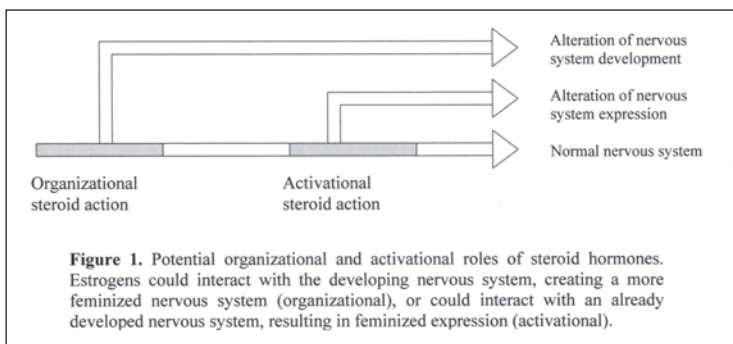 Alteration of nervous
system development
Alteration of nervous
system expression
Normal nervous system
Organizational
steroid action
Activational
steroid action
Figure 1. Potential organizational and activational roles of steroid hormones.
Estrogens could interact with the developing nervous system, creating a more
feminized nervous system (organizational), or could interact with an already
developed nervous system, resulting in feminized expression (activational).